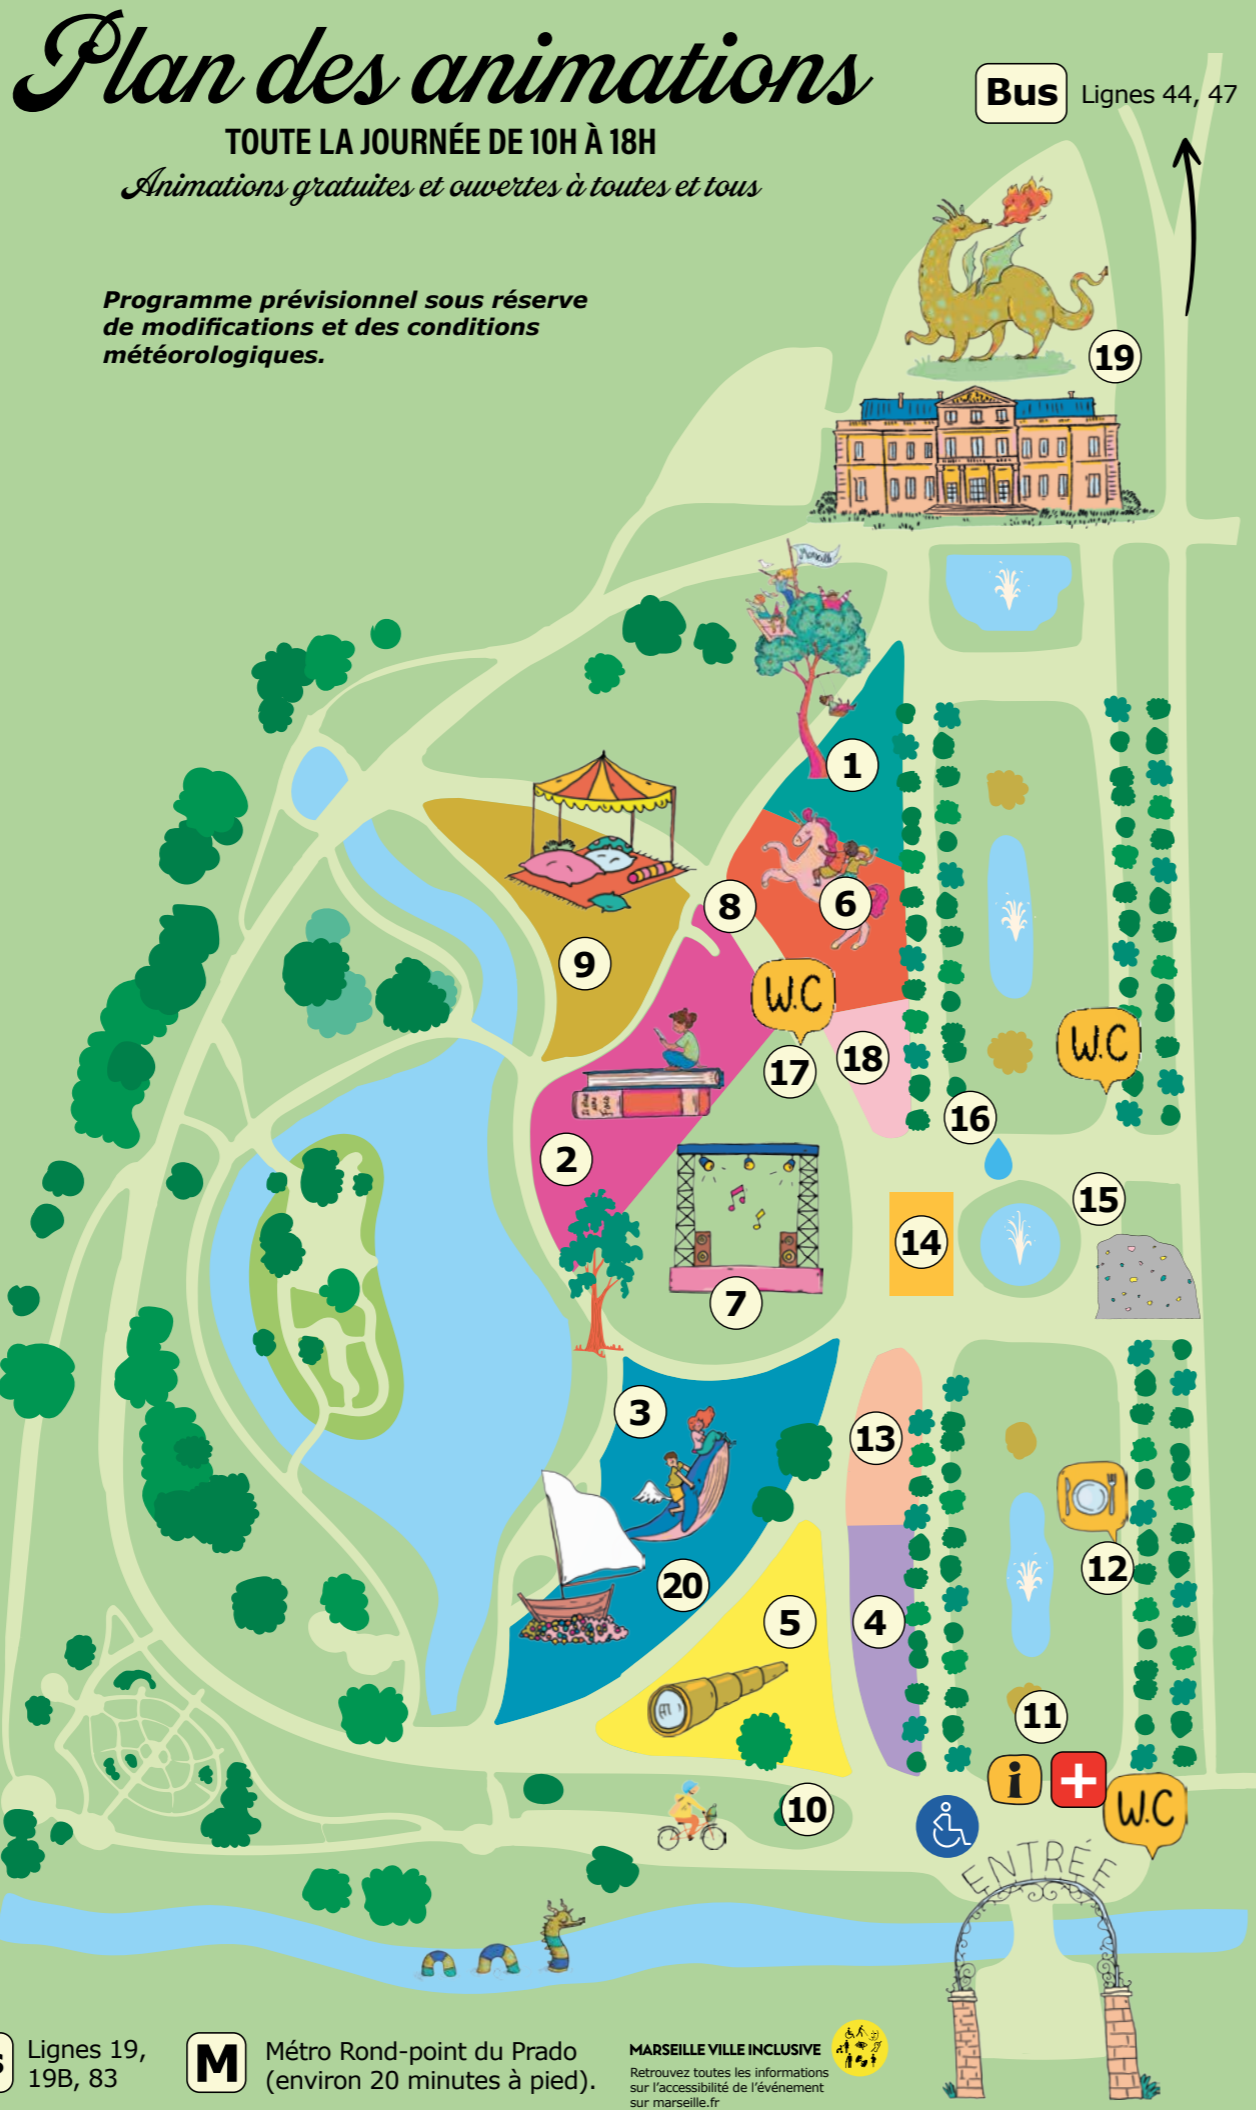 Plan des animations
TOUTE LA JOURNÉE DE 10H À 18H
Animations gratuites et ouvertes à toutes et tous
Bus
Lignes 44, 47
Programme prévisionnel sous réserve
de modifications et des conditions
météorologiques.
19
Marseille
1
6
8
9
W.C
W.C
17
18
16
2
15
14
7
3
13
12
20
5
4
11
i
W.C
10
ENTRÉE
s
Lignes 19,
19B, 83
M
Métro Rond-point du Prado
(environ 20 minutes à pied).
MARSEILLE VILLE INCLUSIVE
Retrouvez toutes les informations
sur l'accessibilité de l'événement
sur marseille.fr